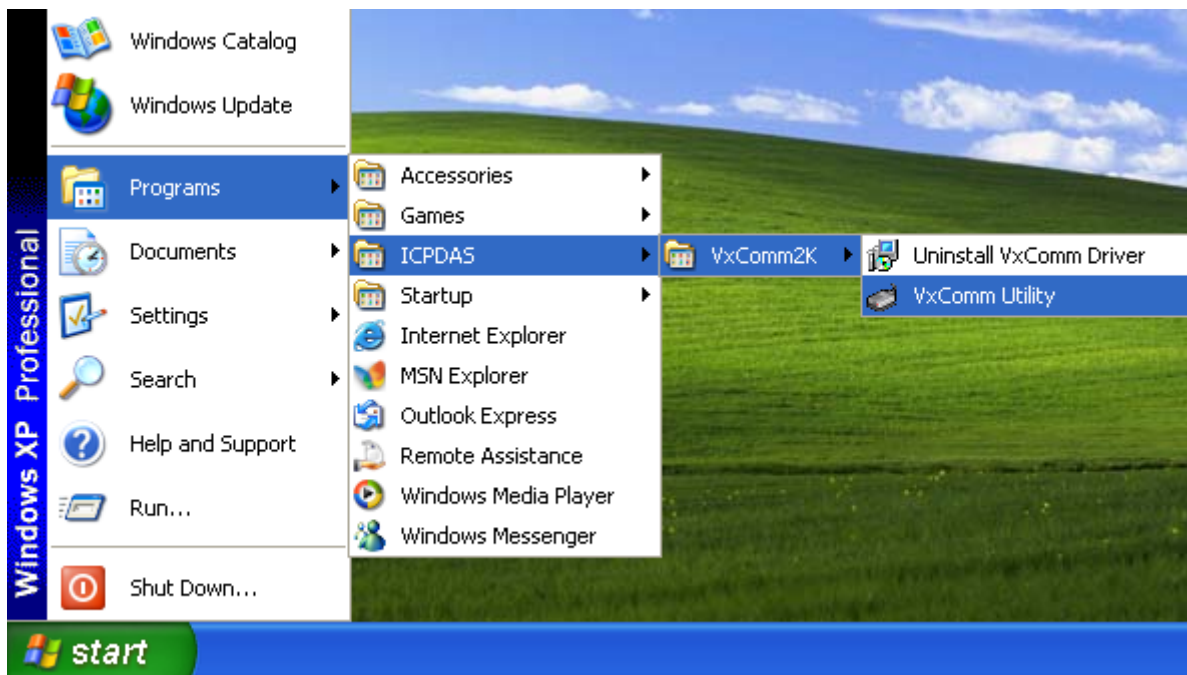 Windows Catalog
Windows Update
Programs
Documents
Settings
Search
Help and Support
Run...
Shut Down...
Windows XP Professional
Accessories
Games
ICPDAS
Startup
Internet Explorer
MSN Explorer
Outlook Express
Remote Assistance
Windows Media Player
Windows Messenger
VxComm2K
Uninstall VxComm Driver
VxComm Utility
start